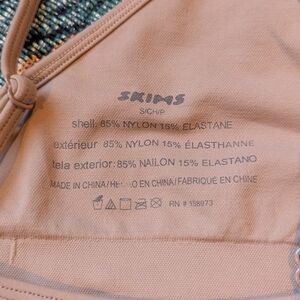 SKIMS
S/CH/P
shell: 85% NYLON 15% ELASTANE
extérieur: 85% NYLON 15% ÉLASTHANNE
tela exterior: 85% NAILON 15% ELASTANO
MADE IN CHINA/HE O EN CHINA/FABRIQUÉ EN CHINE
RN # 158973